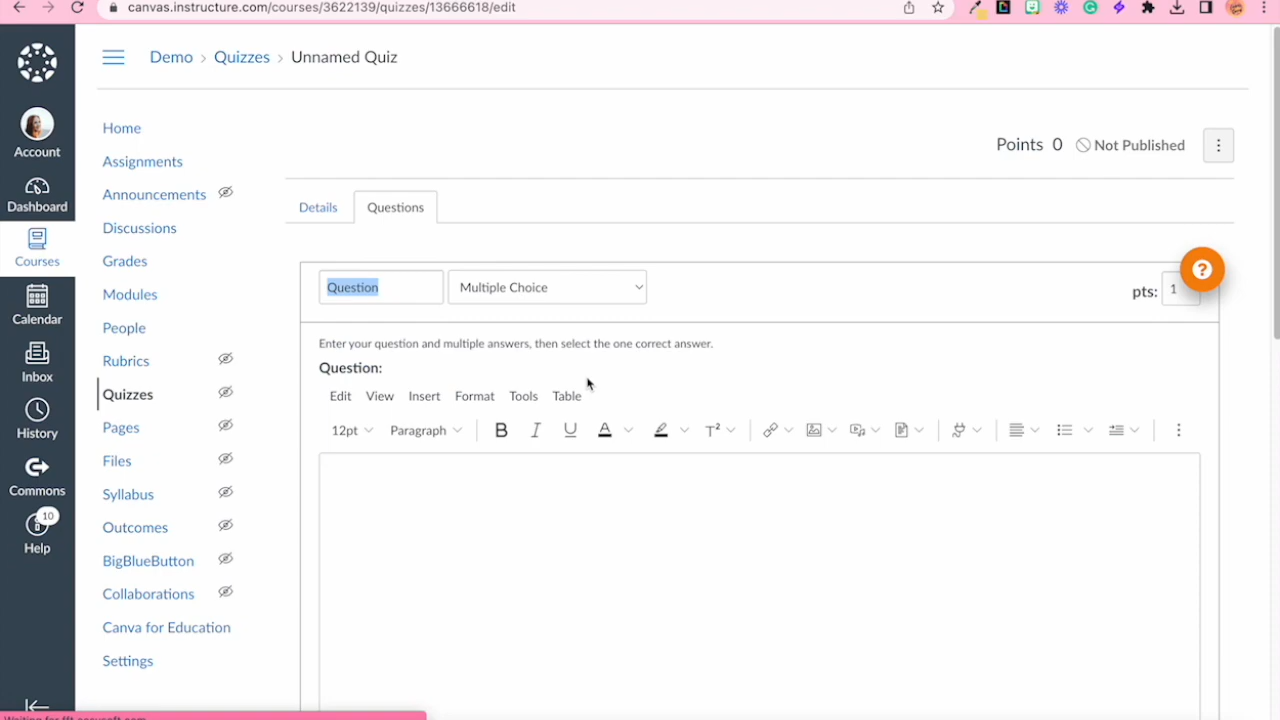 canvas.instructure.com/courses/3622139/quizzes/13666618/edit
Demo > Quizzes > Unnamed Quiz
Account
Dashboard
Courses
Calendar
Inbox
History
Commons
10
Help
Home
Assignments
Announcements
Discussions
Grades
Modules
People
Rubrics
Quizzes
Pages
Files
Syllabus
Outcomes
BigBlueButton
Collaborations
Canva for Education
Settings
Points 0 Not Published
Details Questions
Question Multiple Choice pts: 1
?
Enter your question and multiple answers, then select the one correct answer.
Question:
Edit View Insert Format Tools Table
12pt Paragraph B I U A T²
Waiting for